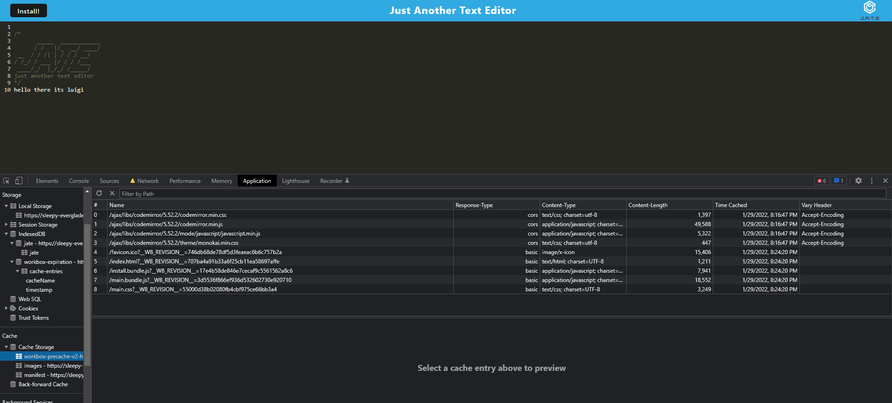 Install!
Just Another Text Editor
JATE
1
2 /*
3
4
5
6
7
8 just another text editor
9 */
10 hello there its luigi
Elements Console Sources Network Performance Memory Application Lighthouse Recorder 6 1
Storage
Local Storage
https://sleepy-everglade
Session Storage
IndexedDB
jate - https://sleepy-eve
jate
workbox-expiration - htt
cache-entries
cacheName
timestamp
Web SQL
Cookies
Trust Tokens
Cache
Cache Storage
workbox-precache-v2-h
images - https://sleepy-
manifest - https://sleepy
Back-forward Cache
Background Services
Filter by Path
# Name Response-Type Content-Type Content-Length Time Cached Vary Header
0 /ajax/libs/codemirror/5.52.2/codemirror.min.css cors text/css; charset=utf-8 1,397 1/29/2022, 8:16:47 PM Accept-Encoding
1 /ajax/libs/codemirror/5.52.2/codemirror.min.js cors application/javascript; charset=... 49,588 1/29/2022, 8:16:47 PM Accept-Encoding
2 /ajax/libs/codemirror/5.52.2/mode/javascript/javascript.min.js cors application/javascript; charset=... 5,322 1/29/2022, 8:16:47 PM Accept-Encoding
3 /ajax/libs/codemirror/5.52.2/theme/monokai.min.css cors text/css; charset=utf-8 447 1/29/2022, 8:16:47 PM Accept-Encoding
4 /favicon.ico?__WB_REVISION__=746db68de78df5d3feaeac6b6c757b2a basic image/x-icon 15,406 1/29/2022, 8:24:20 PM
5 /index.html?__WB_REVISION__=707ba4a91b33a6f25cb11ea58697affe basic text/html; charset=UTF-8 1,211 1/29/2022, 8:24:20 PM
6 /install.bundle.js?__WB_REVISION__=17e4b58de846e7cecaf9c5561562a8c6 basic application/javascript; charset=... 7,941 1/29/2022, 8:24:20 PM
7 /main.bundle.js?__WB_REVISION__=3d5536f866ef936d532602730e920710 basic application/javascript; charset=... 18,552 1/29/2022, 8:24:20 PM
8 /main.css?__WB_REVISION__=55000d38b02080fb4cbf975ce66bb3a4 basic text/css; charset=UTF-8 3,249 1/29/2022, 8:24:20 PM
Select a cache entry above to preview